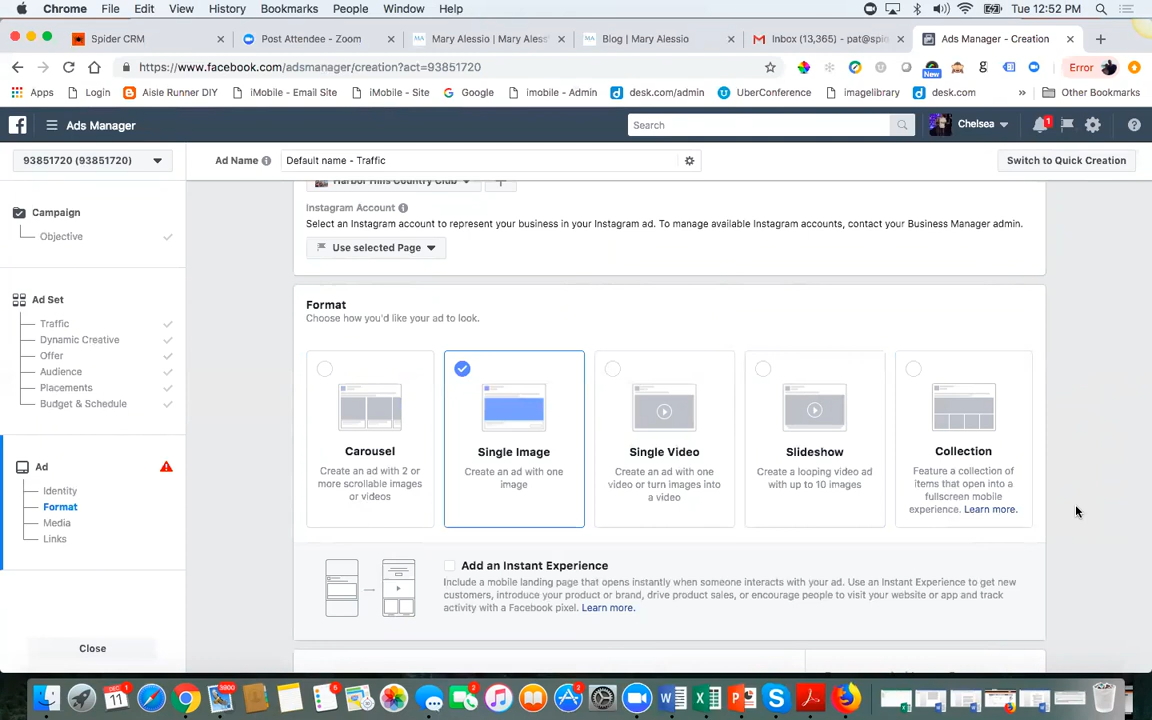 Chrome File Edit View History Bookmarks People Window Help Tue 12:52 PM
Spider CRM Post Attendee - Zoom Mary Alessio | Mary Aless Blog | Mary Alessio Inbox (13,365) - pat@spi Ads Manager - Creation
https://www.facebook.com/adsmanager/creation?act=93851720 New Error
Apps Login Aisle Runner DIY iMobile - Email Site iMobile - Site Google imobile - Admin desk.com/admin UberConference imagelibrary desk.com » Other Bookmarks
Ads Manager Search Chelsea 1
93851720 (93851720) Ad Name Default name - Traffic Switch to Quick Creation
Harbor Hills Country Club
Instagram Account
Select an Instagram account to represent your business in your Instagram ad. To manage available Instagram accounts, contact your Business Manager admin.
Use selected Page
Campaign
Objective
Ad Set
Traffic
Dynamic Creative
Offer
Audience
Placements
Budget & Schedule
Ad
Identity
Format
Media
Links
Close
Format
Choose how you'd like your ad to look.
Carousel
Create an ad with 2 or
more scrollable images
or videos
Single Image
Create an ad with one
image
Single Video
Create an ad with one
video or turn images into
a video
Slideshow
Create a looping video ad
with up to 10 images
Collection
Feature a collection of
items that open into a
fullscreen mobile
experience. Learn more.
Add an Instant Experience
Include a mobile landing page that opens instantly when someone interacts with your ad. Use an Instant Experience to get new
customers, introduce your product or brand, drive product sales, or encourage people to visit your website or app and track
activity with a Facebook pixel. Learn more.